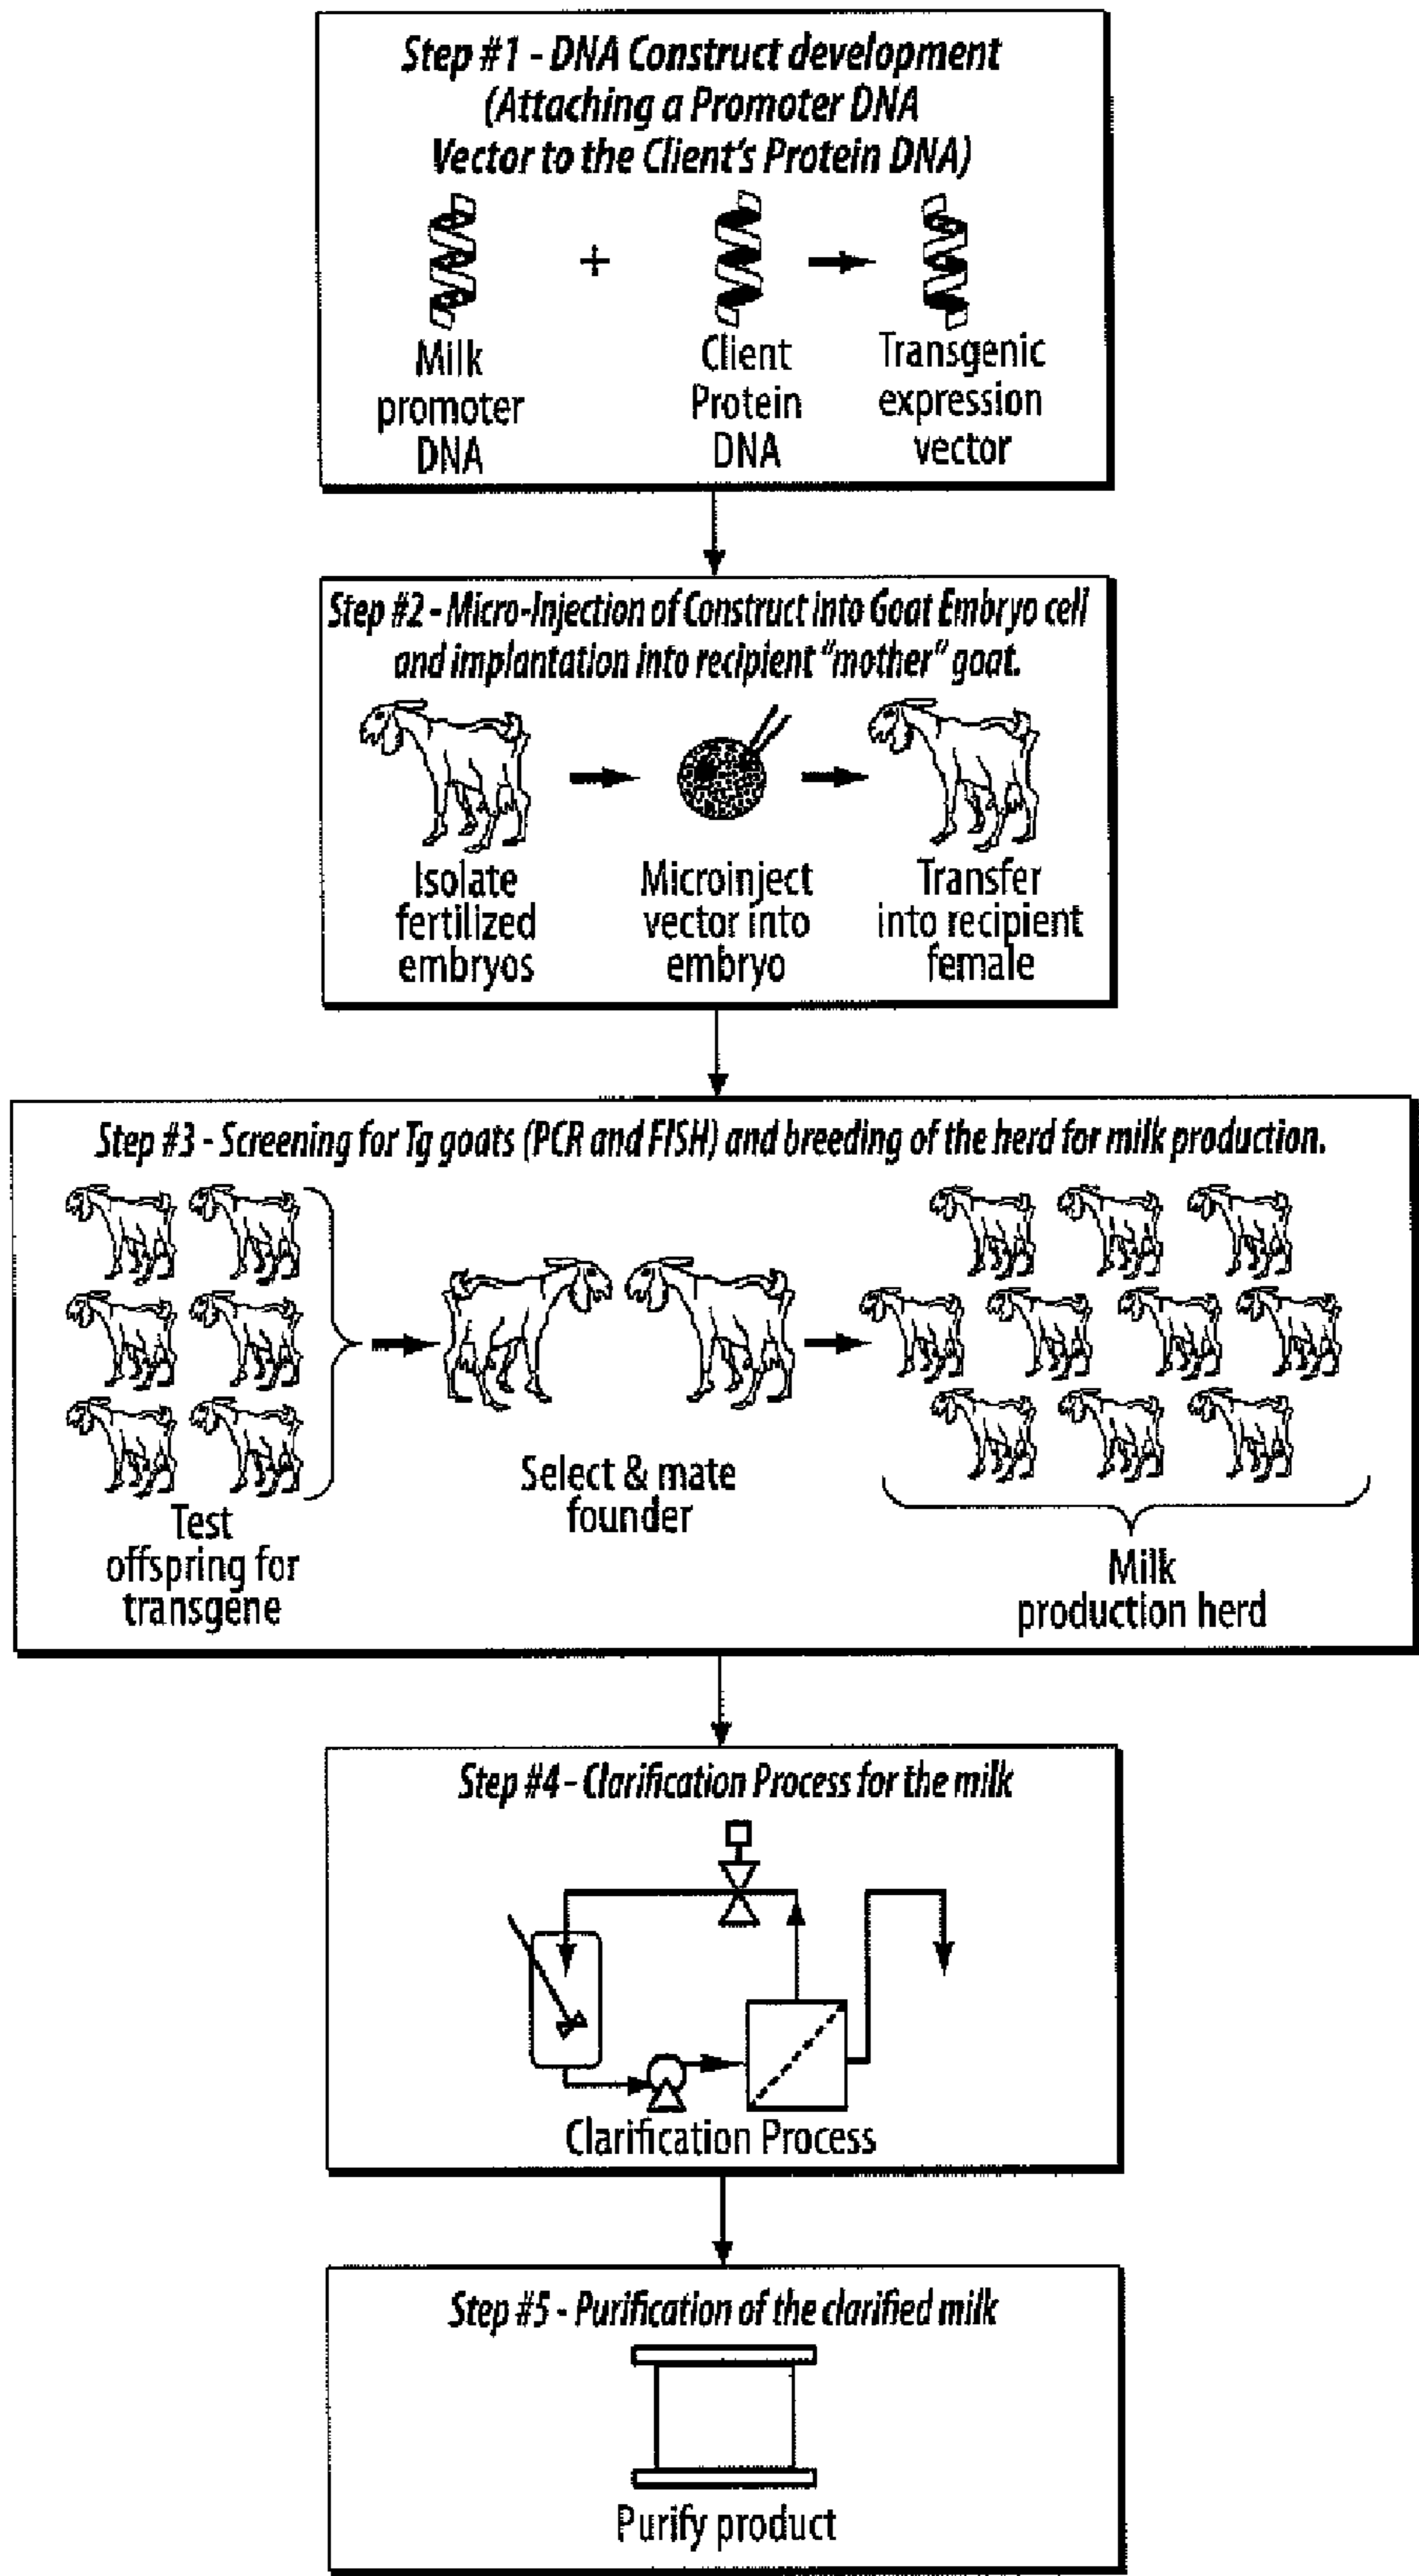 Step #1 - DNA Construct development
(Attaching a Promoter DNA
Vector to the Client's Protein DNA)
+
Milk
promoter
DNA
Client
Protein
DNA
Transgenic
expression
vector
Step #2 - Micro-Injection of Construct into Goat Embryo cell
and implantation into recipient "mother" goat.
Isolate
fertilized
embryos
Microinject
vector into
embryo
Transfer
into recipient
female
Step #3 - Screening for Tg goats (PCR and FISH) and breeding of the herd for milk production.
Test
offspring for
transgene
Select & mate
founder
Milk
production herd
Step #4 - Clarification Process for the milk
Clarification Process
Step #5 - Purification of the clarified milk
Purify product